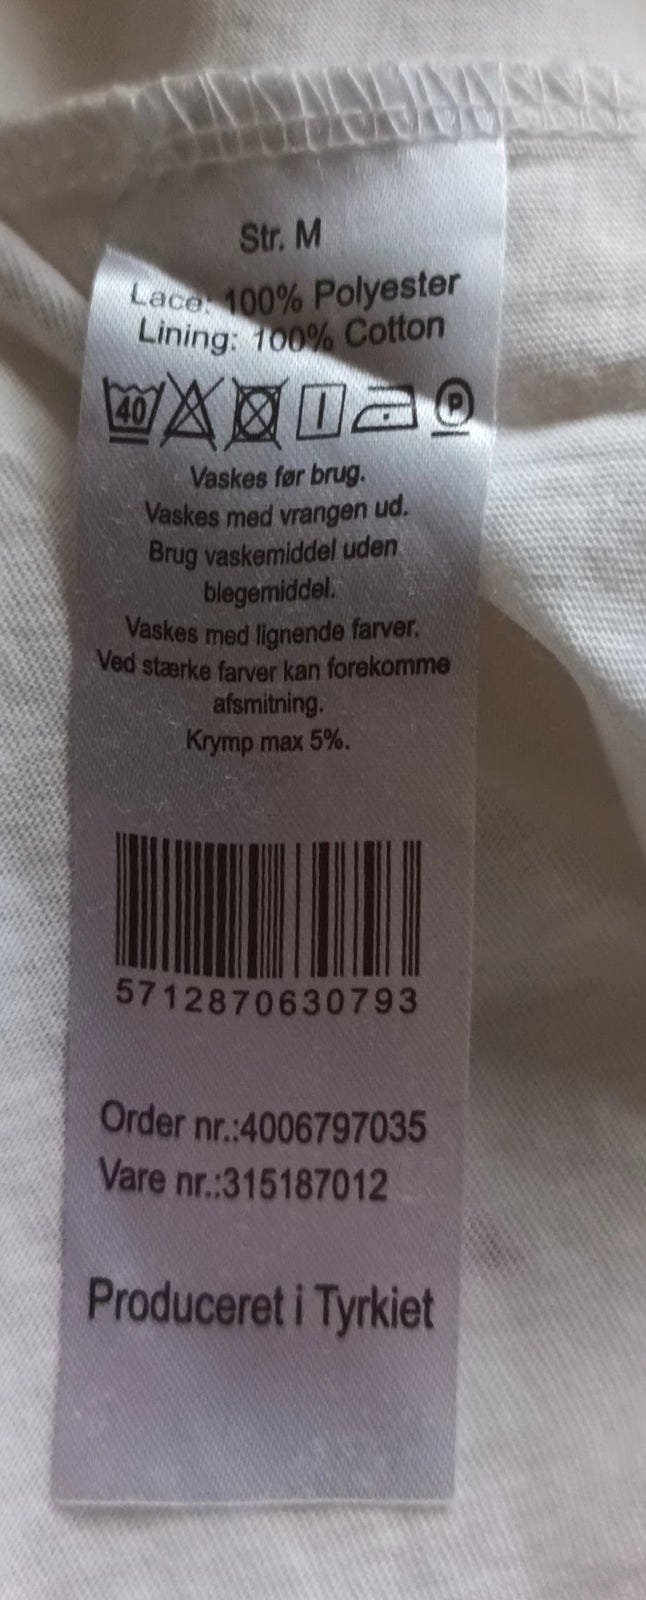 Str. M
Lace: 100% Polyester
Lining: 100% Cotton
40 P
Vaskes før brug.
Vaskes med vrangen ud.
Brug vaskemiddel uden
blegemiddel.
Vaskes med lignende farver.
Ved stærke farver kan forekomme
afsmitning.
Krymp max 5%.
5712870630793
Order nr.:4006797035
Vare nr.:315187012
Produceret i Tyrkiet